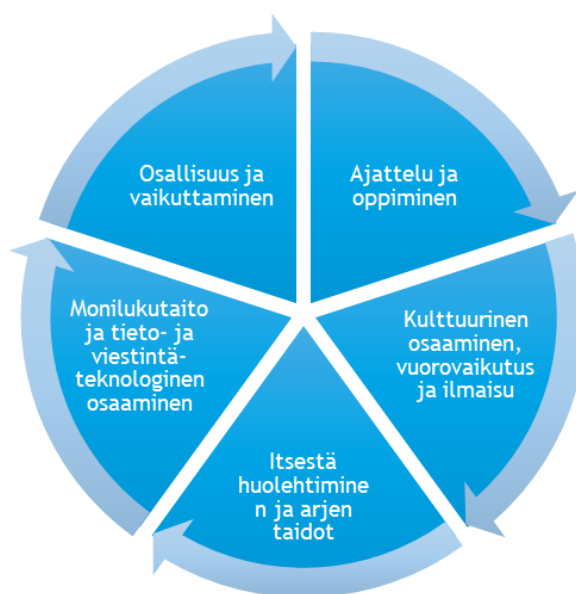 Osallisuus ja
vaikuttaminen
Ajattelu ja
oppiminen
Kulttuurinen
osaaminen,
vuorovaikutus
ja ilmaisu
Itsestä
huolehtimine
n ja arjen
taidot
Monilukutaito
ja tieto- ja
viestintä-
teknologinen
osaaminen